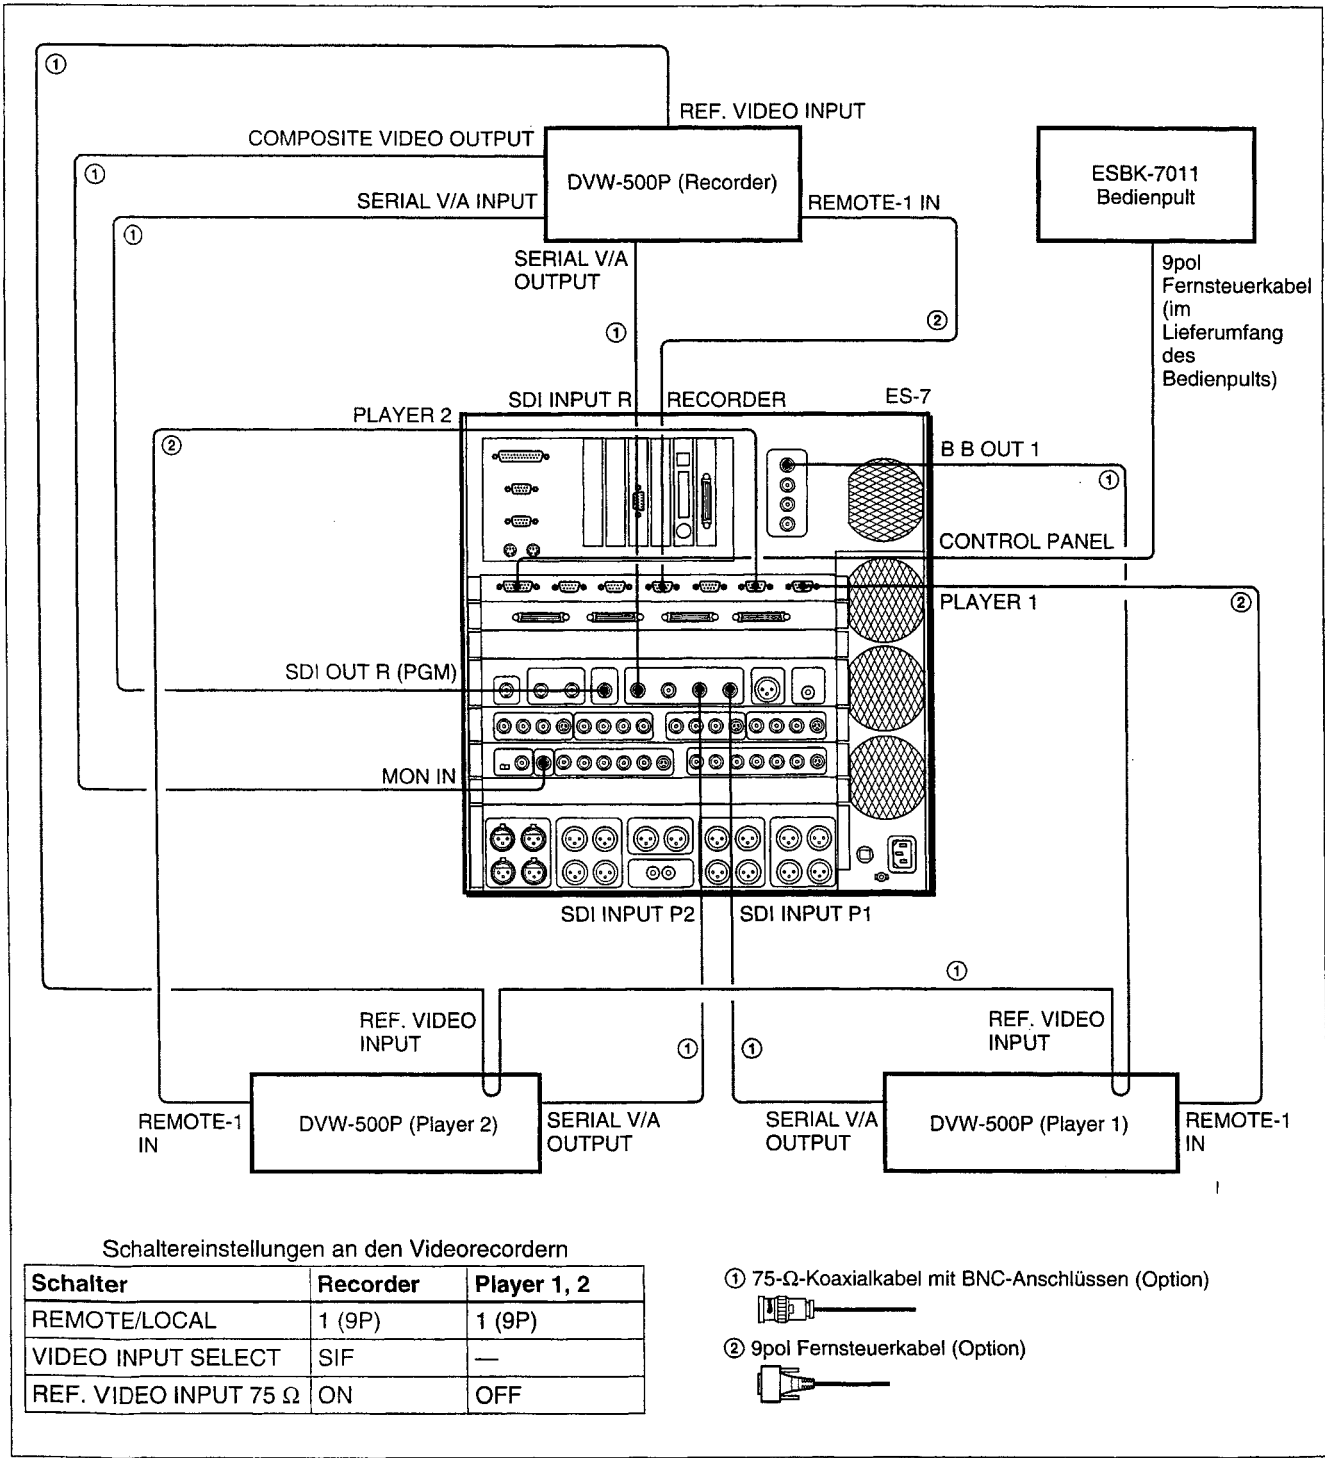 ①
REF. VIDEO INPUT
COMPOSITE VIDEO OUTPUT
①
DVW-500P (Recorder)
ESBK-7011
Bedienpult
SERIAL V/A INPUT
REMOTE-1 IN
①
SERIAL V/A
OUTPUT
9pol
Fernsteuerkabel
(im
Lieferumfang
des
Bedienpults)
①
②
SDI INPUT R
RECORDER
ES-7
PLAYER 2
②
B B OUT 1
①
CONTROL PANEL
PLAYER 1
②
SDI OUT R (PGM)
MON IN
SDI INPUT P2
SDI INPUT P1
①
REF. VIDEO
INPUT
REF. VIDEO
INPUT
①
①
REMOTE-1
IN
DVW-500P (Player 2)
SERIAL V/A
OUTPUT
SERIAL V/A
OUTPUT
DVW-500P (Player 1)
REMOTE-1
IN
Schaltereinstellungen an den Videorecordern
Schalter Recorder Player 1, 2
REMOTE/LOCAL 1 (9P) 1 (9P)
VIDEO INPUT SELECT SIF —
REF. VIDEO INPUT 75 Ω ON OFF
① 75-Ω-Koaxialkabel mit BNC-Anschlüssen (Option)
② 9pol Fernsteuerkabel (Option)